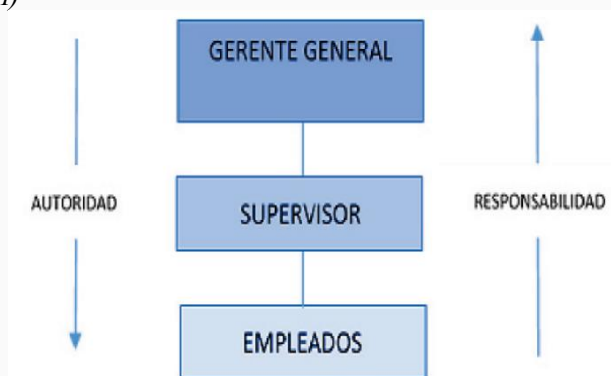 GERENTE GENERAL
AUTORIDAD
SUPERVISOR
RESPONSABILIDAD
EMPLEADOS